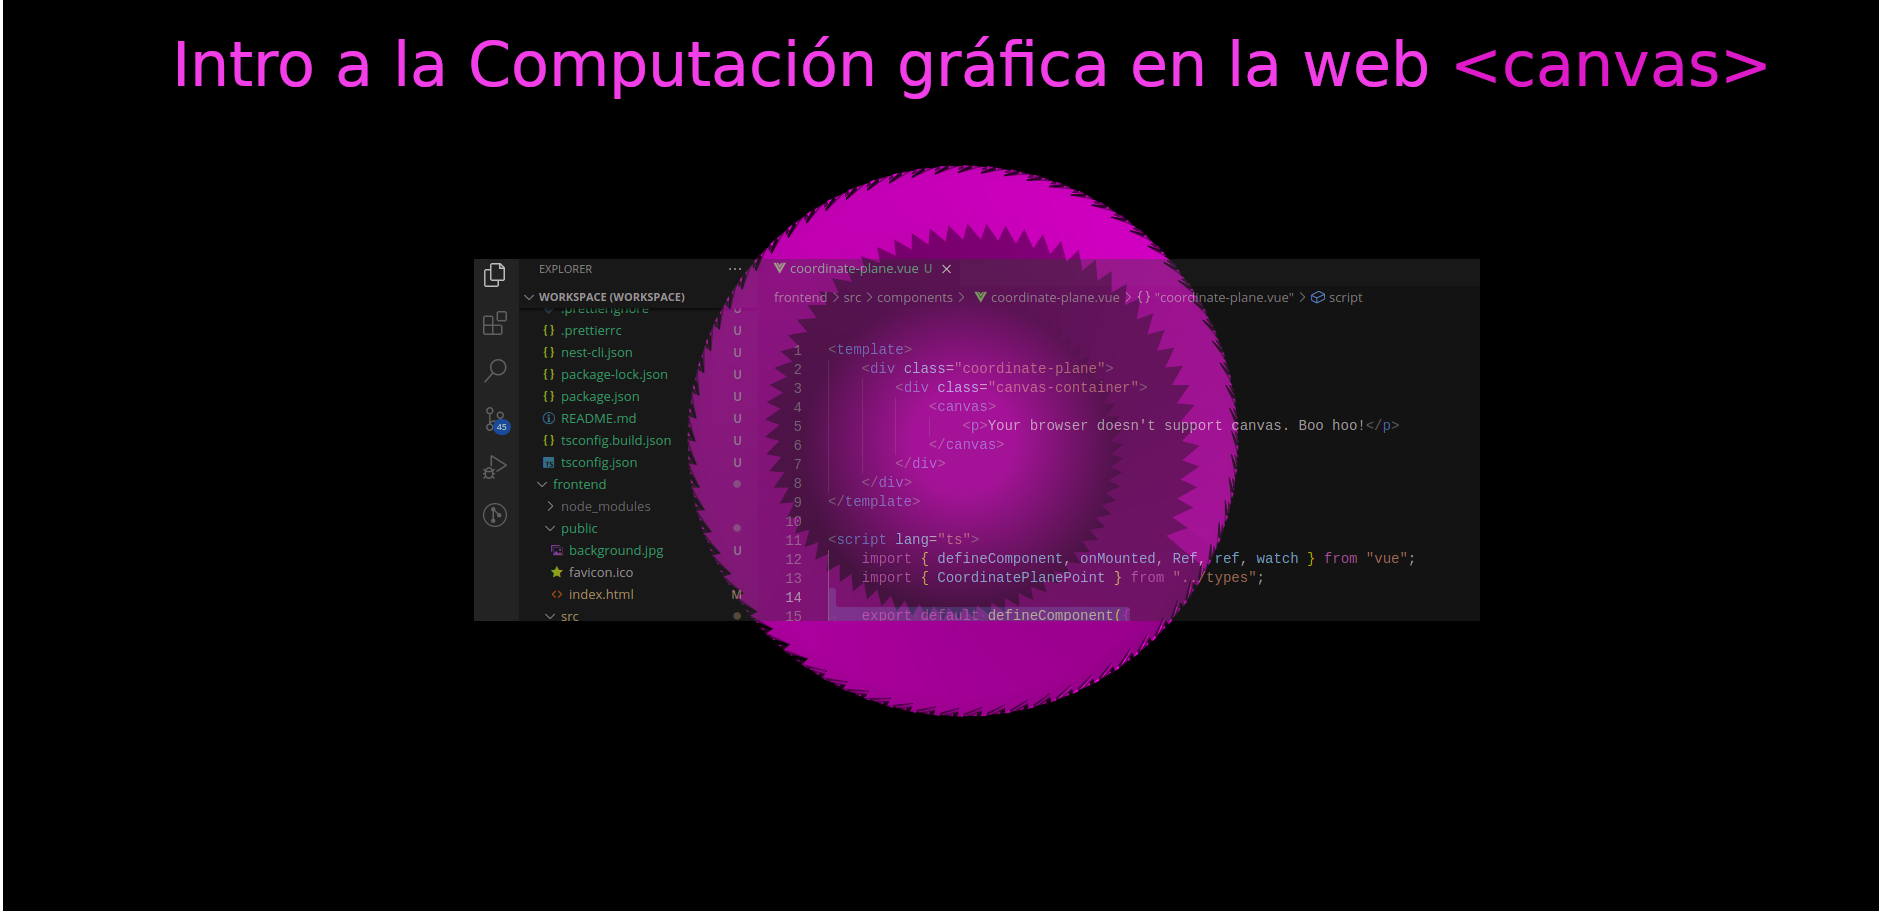 Intro a la Computación gráfica en la web <canvas>
EXPLORER
WORKSPACE (WORKSPACE)
.prettierignore U
.prettierrc U
nest-cli.json U
package-lock.json U
package.json U
README.md U
tsconfig.build.json U
TS tsconfig.json U
frontend
node_modules
public
background.jpg U
favicon.ico
index.html M
src
45
coordinate-plane.vue U
frontend > src > components > coordinate-plane.vue > {} "coordinate-plane.vue" > script
1 <template>
2 <div class="coordinate-plane">
3 <div class="canvas-container">
4 <canvas>
5 <p>Your browser doesn't support canvas. Boo hoo!</p>
6 </canvas>
7 </div>
8 </div>
9 </template>
10
11 <script lang="ts">
12 import { defineComponent, onMounted, Ref, ref, watch } from "vue";
13 import { CoordinatePlanePoint } from "../types";
14
15 export default defineComponent({